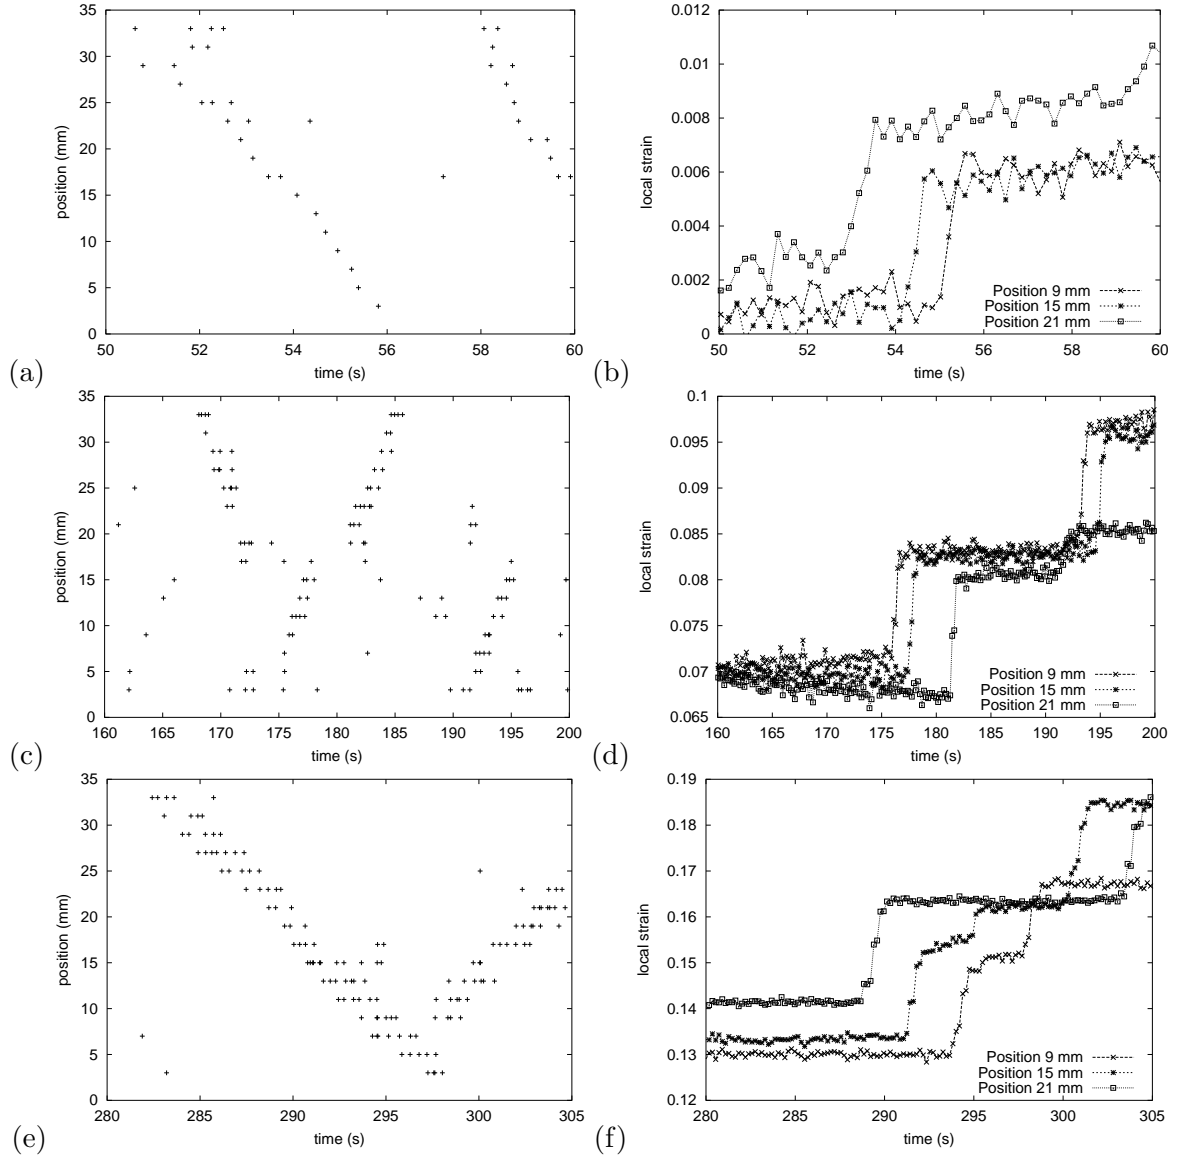 35
30
25
20
15
10
5
0
position (mm)
50 52 54 56 58 60
time (s)
(a)
0.012
0.01
0.008
0.006
0.004
0.002
0
local strain
Position 9 mm
Position 15 mm
Position 21 mm
50 52 54 56 58 60
time (s)
(b)
35
30
25
20
15
10
5
0
position (mm)
160 165 170 175 180 185 190 195 200
time (s)
(c)
0.1
0.095
0.09
0.085
0.08
0.075
0.07
0.065
local strain
Position 9 mm
Position 15 mm
Position 21 mm
160 165 170 175 180 185 190 195 200
time (s)
(d)
35
30
25
20
15
10
5
0
position (mm)
280 285 290 295 300 305
time (s)
(e)
0.19
0.18
0.17
0.16
0.15
0.14
0.13
0.12
local strain
Position 9 mm
Position 15 mm
Position 21 mm
280 285 290 295 300 305
time (s)
(f)